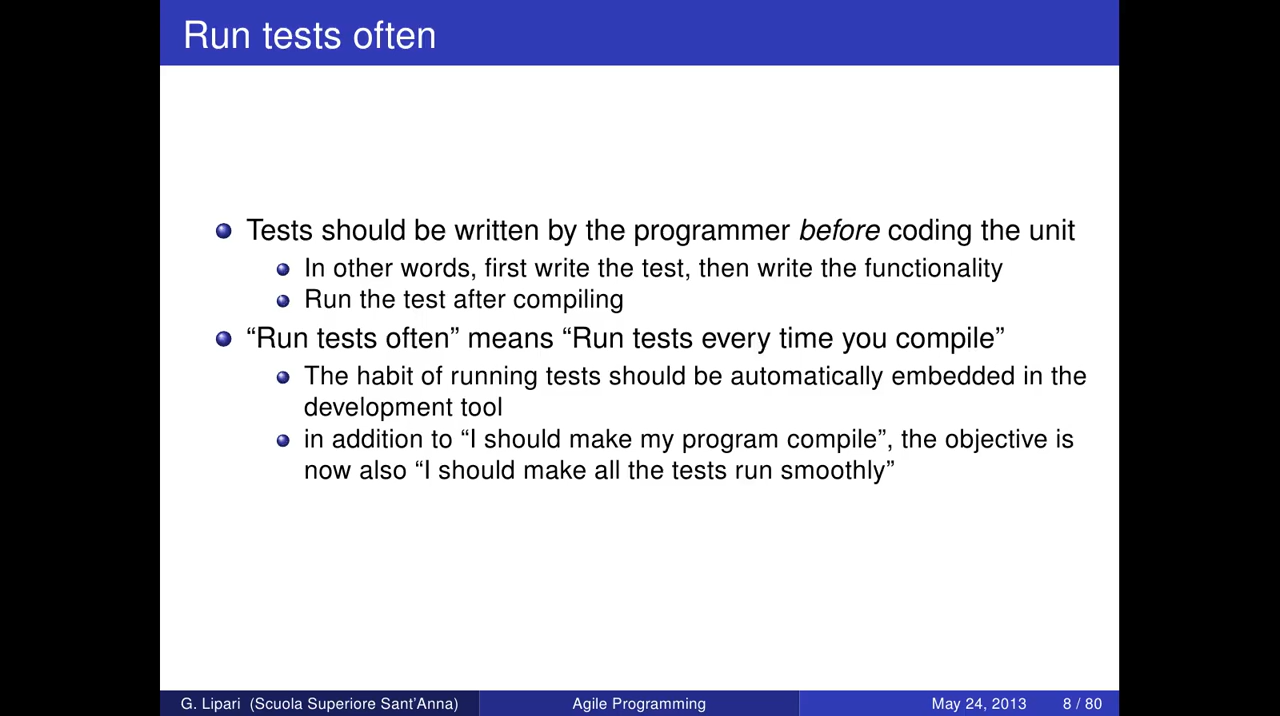 Run tests often
Tests should be written by the programmer before coding the unit
In other words, first write the test, then write the functionality
Run the test after compiling
“Run tests often” means “Run tests every time you compile”
The habit of running tests should be automatically embedded in the
development tool
in addition to “I should make my program compile”, the objective is
now also “I should make all the tests run smoothly”
G. Lipari (Scuola Superiore Sant’Anna) Agile Programming May 24, 2013 8 / 80